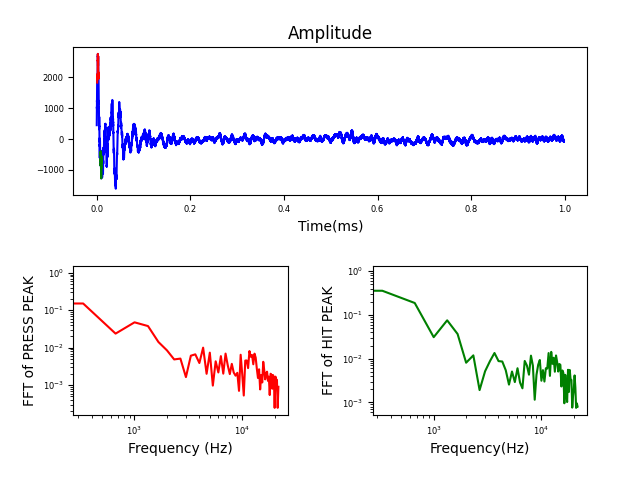 Amplitude
2000
1000
0
−1000
0.0 0.2 0.4 0.6 0.8 1.0
Time(ms)
FFT of PRESS PEAK
10⁰
10⁻¹
10⁻²
10⁻³
10³ 10⁴
Frequency (Hz)
FFT of HIT PEAK
10⁰
10⁻¹
10⁻²
10⁻³
10³ 10⁴
Frequency(Hz)